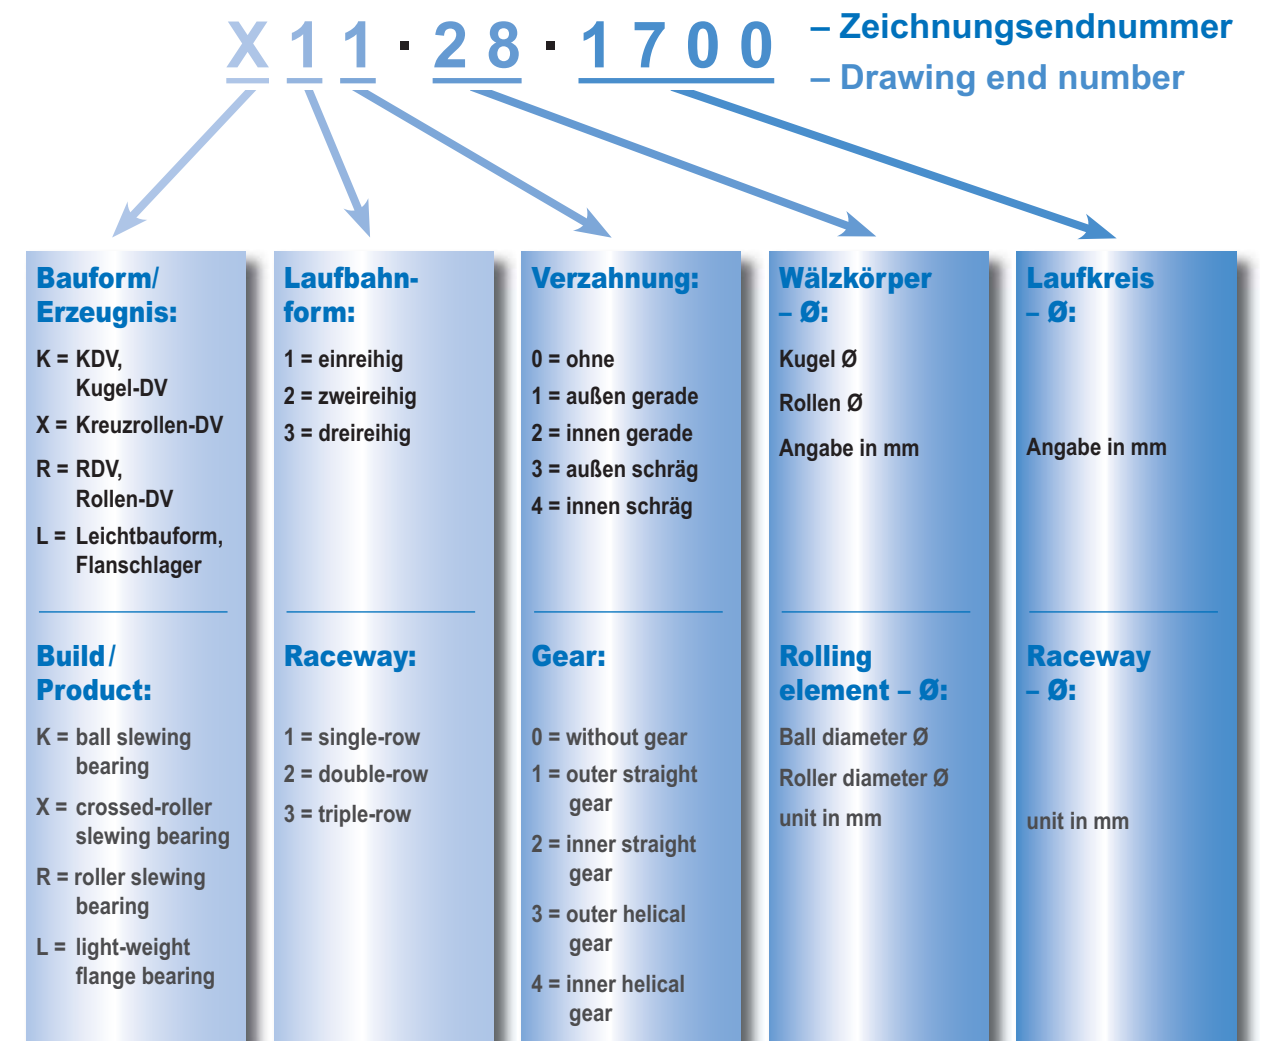 X 1 1 · 2 8 · 1 7 0 0
– Zeichnungsendnummer
– Drawing end number
Bauform/
Erzeugnis:
K = KDV,
Kugel-DV
X = Kreuzrollen-DV
R = RDV,
Rollen-DV
L = Leichtbauform,
Flanschlager
Build/
Product:
K = ball slewing
bearing
X = crossed-roller
slewing bearing
R = roller slewing
bearing
L = light-weight
flange bearing
Laufbahn-
form:
1 = einreihig
2 = zweireihig
3 = dreireihig
Raceway:
1 = single-row
2 = double-row
3 = triple-row
Verzahnung:
0 = ohne
1 = außen gerade
2 = innen gerade
3 = außen schräg
4 = innen schräg
Gear:
0 = without gear
1 = outer straight
gear
2 = inner straight
gear
3 = outer helical
gear
4 = inner helical
gear
Wälzkörper
– Ø:
Kugel Ø
Rollen Ø
Angabe in mm
Rolling
element – Ø:
Ball diameter Ø
Roller diameter Ø
unit in mm
Laufkreis
– Ø:
Angabe in mm
Raceway
– Ø:
unit in mm